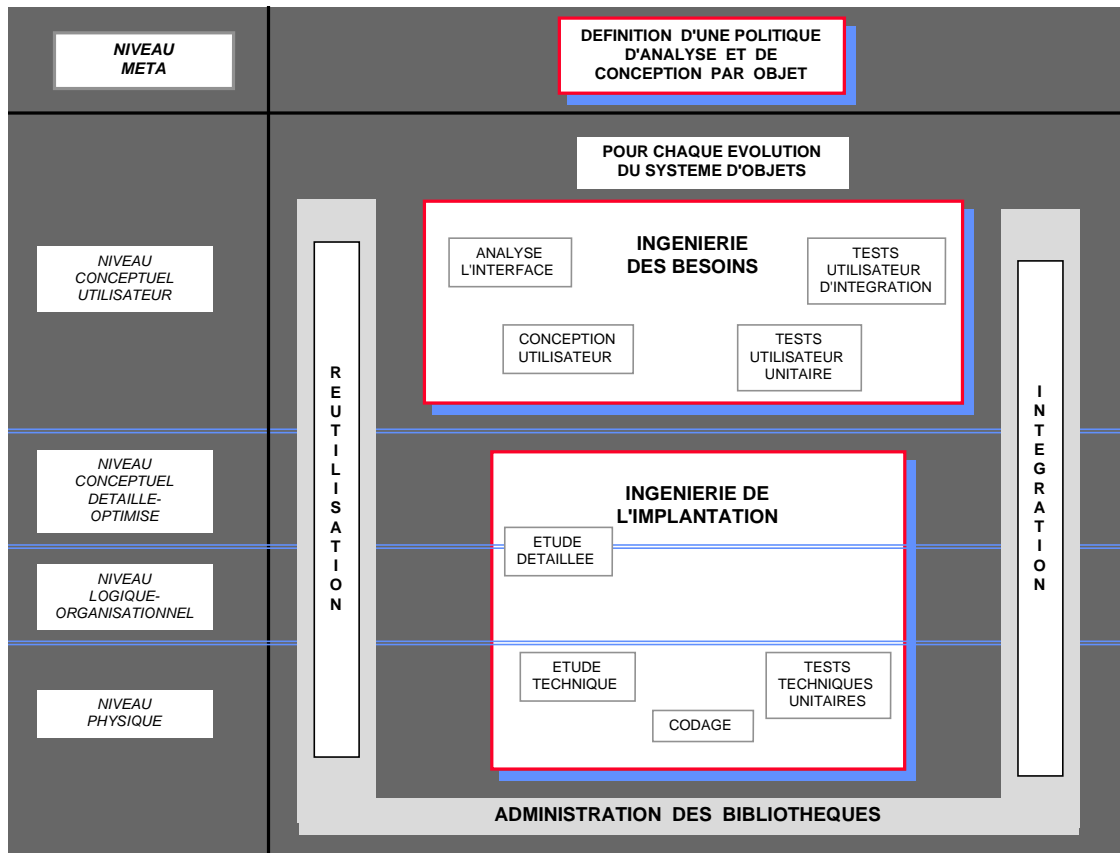 NIVEAU
META
DEFINITION D'UNE POLITIQUE
D'ANALYSE ET DE
CONCEPTION PAR OBJET
POUR CHAQUE EVOLUTION
DU SYSTEME D'OBJETS
NIVEAU
CONCEPTUEL
UTILISATEUR
INGENIERIE
DES BESOINS
ANALYSE
L'INTERFACE
TESTS
UTILISATEUR
D'INTEGRATION
CONCEPTION
UTILISATEUR
TESTS
UTILISATEUR
UNITAIRE
REUTILISATION
INTEGRATION
NIVEAU
CONCEPTUEL
DETAILLE-
OPTIMISE
INGENIERIE DE
L'IMPLANTATION
ETUDE
DETAILLEE
NIVEAU
LOGIQUE-
ORGANISATIONNEL
NIVEAU
PHYSIQUE
ETUDE
TECHNIQUE
TESTS
TECHNIQUES
UNITAIRES
CODAGE
ADMINISTRATION DES BIBLIOTHEQUES